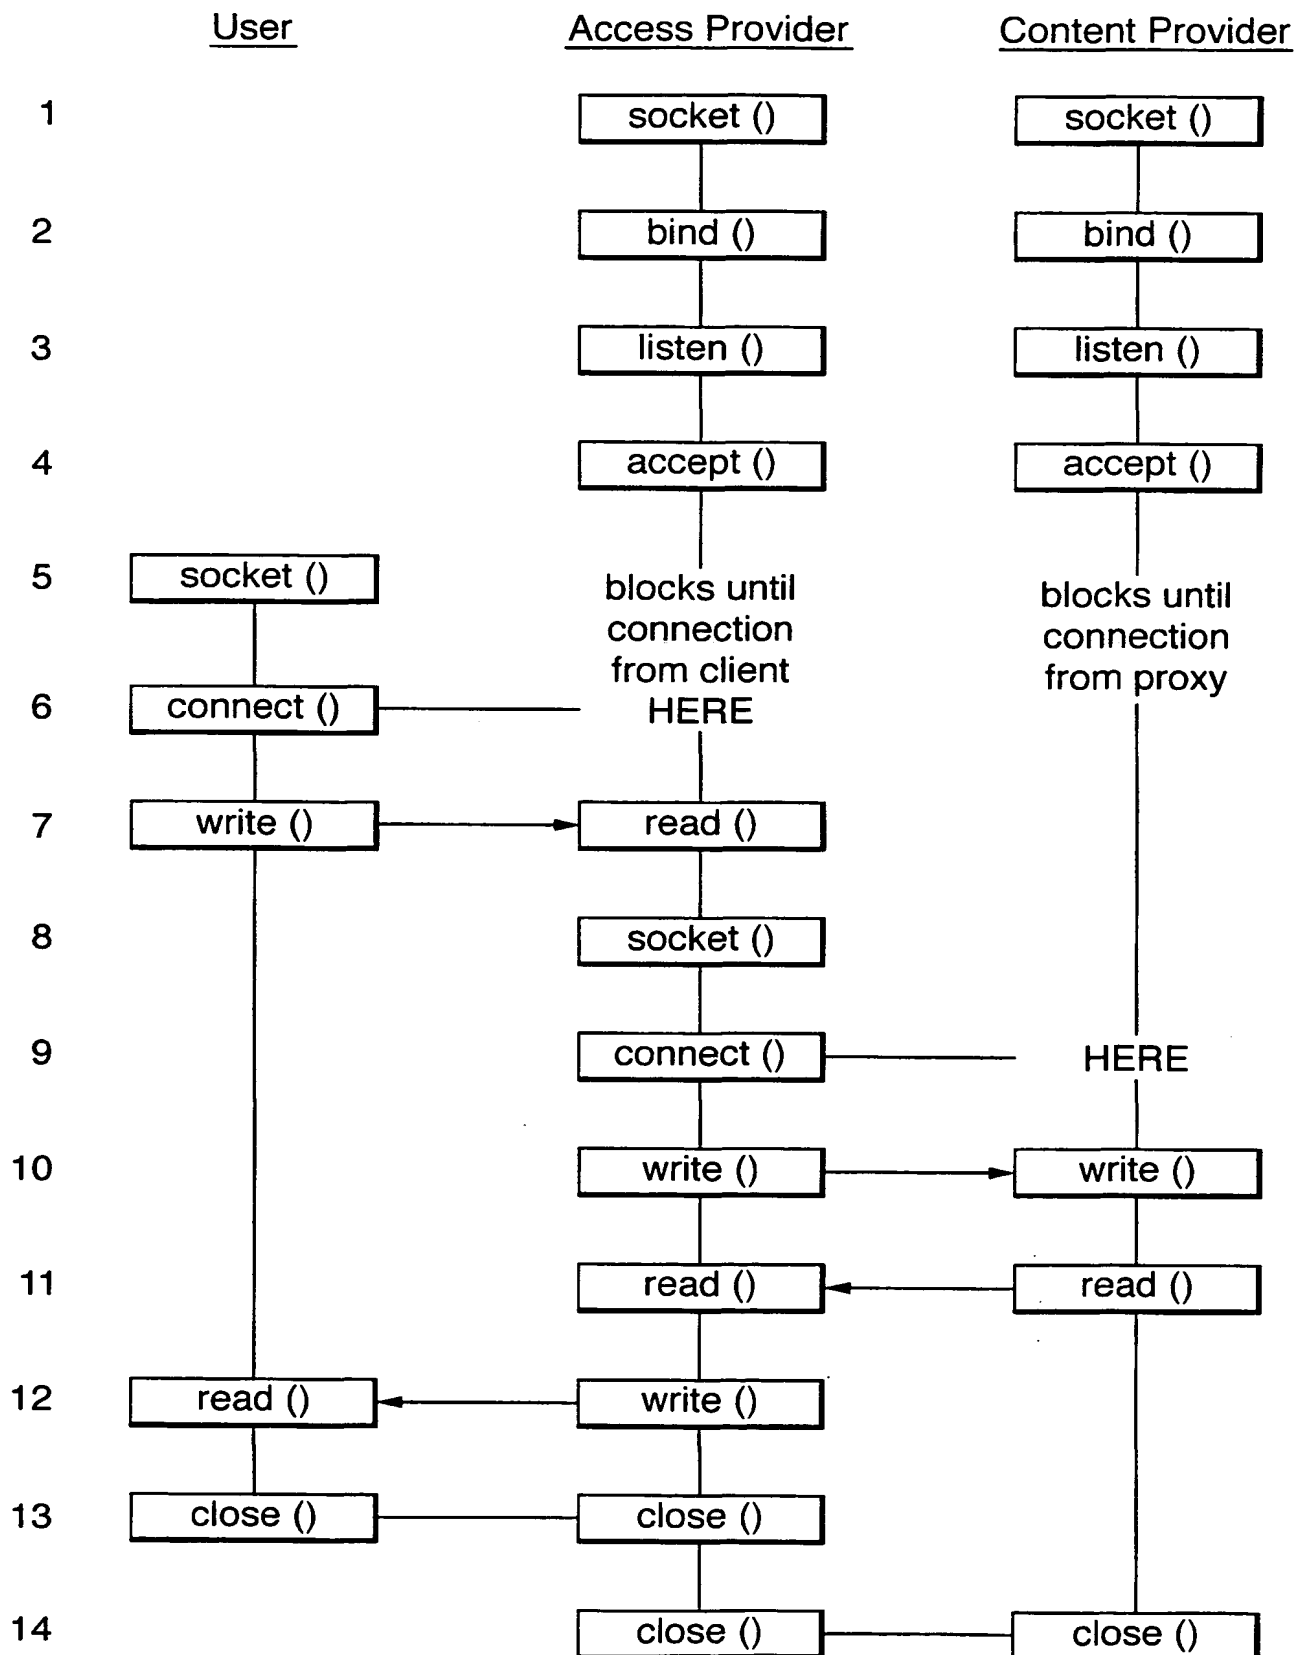 User Access Provider Content Provider
1 socket () socket ()
2 bind () bind ()
3 listen () listen ()
4 accept () accept ()
5 socket () blocks until connection from client HERE
blocks until connection from proxy
6 connect ()
7 write () read ()
8 socket ()
9 connect () HERE
10 write () write ()
11 read () read ()
12 read () write ()
13 close () close ()
14 close () close ()